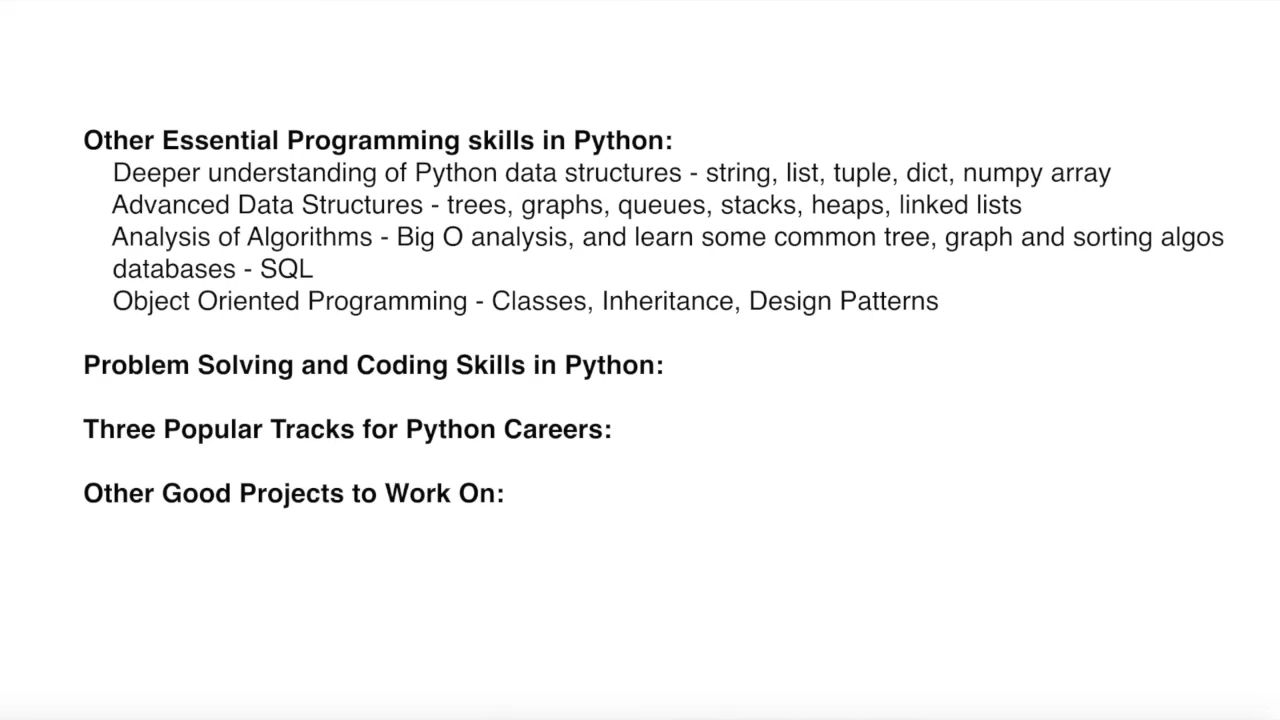 Other Essential Programming skills in Python:
Deeper understanding of Python data structures - string, list, tuple, dict, numpy array
Advanced Data Structures - trees, graphs, queues, stacks, heaps, linked lists
Analysis of Algorithms - Big O analysis, and learn some common tree, graph and sorting algos
databases - SQL
Object Oriented Programming - Classes, Inheritance, Design Patterns
Problem Solving and Coding Skills in Python:
Three Popular Tracks for Python Careers:
Other Good Projects to Work On: